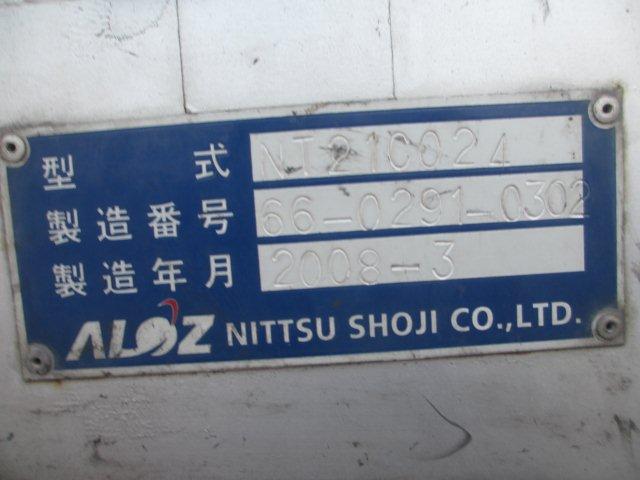 型式 NT21C024
製造番号 66-0291-0302
製造年月 2008-3
ALOZ NITTSU SHOJI CO.,LTD.